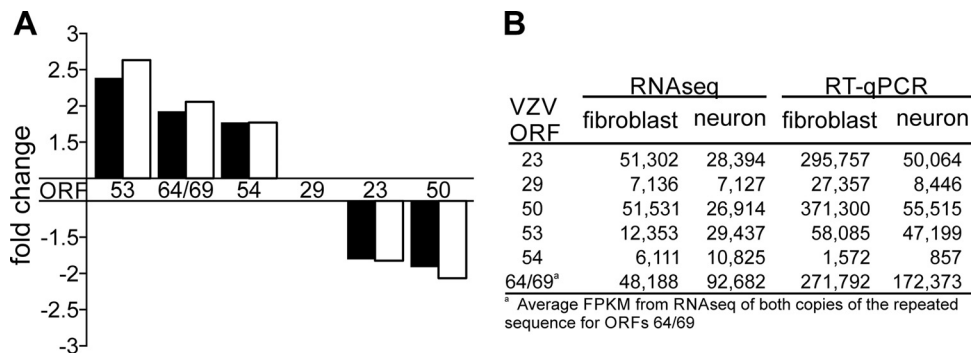 A
fold change
3
2.5
2
1.5
ORF 53 64/69 54 29 23 50
-1.5
-2
-2.5
-3
B
RNAseq RT-qPCR
VZV ORF fibroblast neuron fibroblast neuron
23 51,302 28,394 295,757 50,064
29 7,136 7,127 27,357 8,446
50 51,531 26,914 371,300 55,515
53 12,353 29,437 58,085 47,199
54 6,111 10,825 1,572 857
64/69a 48,188 92,682 271,792 172,373
a Average FPKM from RNAseq of both copies of the repeated
sequence for ORFs 64/69